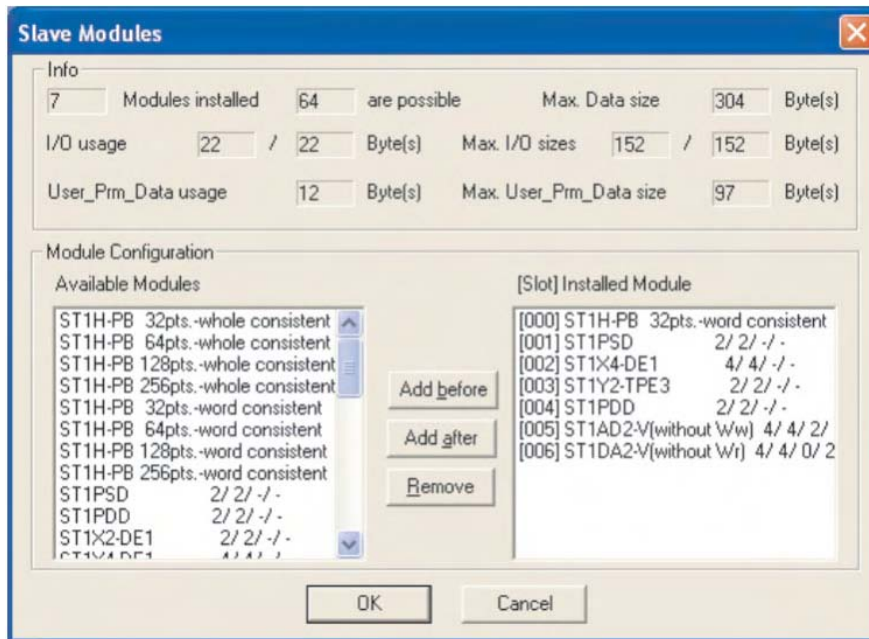 Slave Modules
Info
7 Modules installed 64 are possible Max. Data size 304 Byte(s)
I/O usage 22 / 22 Byte(s) Max. I/O sizes 152 / 152 Byte(s)
User_Prm_Data usage 12 Byte(s) Max. User_Prm_Data size 97 Byte(s)
Module Configuration
Available Modules
ST1H-PB 32pts.-whole consistent
ST1H-PB 64pts.-whole consistent
ST1H-PB 128pts.-whole consistent
ST1H-PB 256pts.-whole consistent
ST1H-PB 32pts.-word consistent
ST1H-PB 64pts.-word consistent
ST1H-PB 128pts.-word consistent
ST1H-PB 256pts.-word consistent
ST1PSD 2/ 2/ -/ -
ST1PDD 2/ 2/ -/ -
ST1X2-DE1 2/ 2/ -/ -
ST1X4-DE1 4/ 4/ -/ -
Add before
Add after
Remove
[Slot] Installed Module
[000] ST1H-PB 32pts.-word consistent
[001] ST1PSD 2/ 2/ -/ -
[002] ST1X4-DE1 4/ 4/ -/ -
[003] ST1Y2-TPE3 2/ 2/ -/ -
[004] ST1PDD 2/ 2/ -/ -
[005] ST1AD2-V(without Ww) 4/ 4/ 2/
[006] ST1DA2-V(without Wr) 4/ 4/ 0/ 2
OK
Cancel